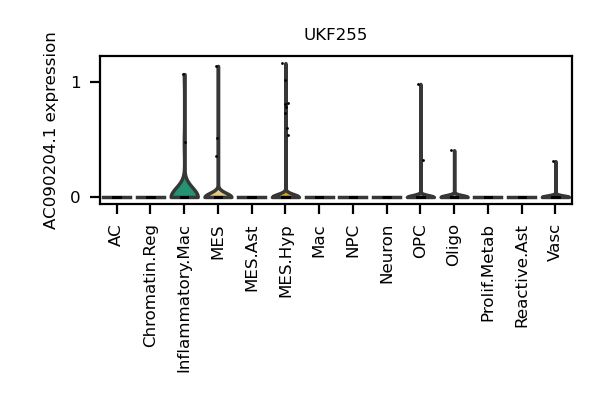 UKF255
AC090204.1 expression
1
0
AC
Chromatin.Reg
Inflammatory.Mac
MES
MES.Ast
MES.Hyp
Mac
NPC
Neuron
OPC
Oligo
Prolif.Metab
Reactive.Ast
Vasc